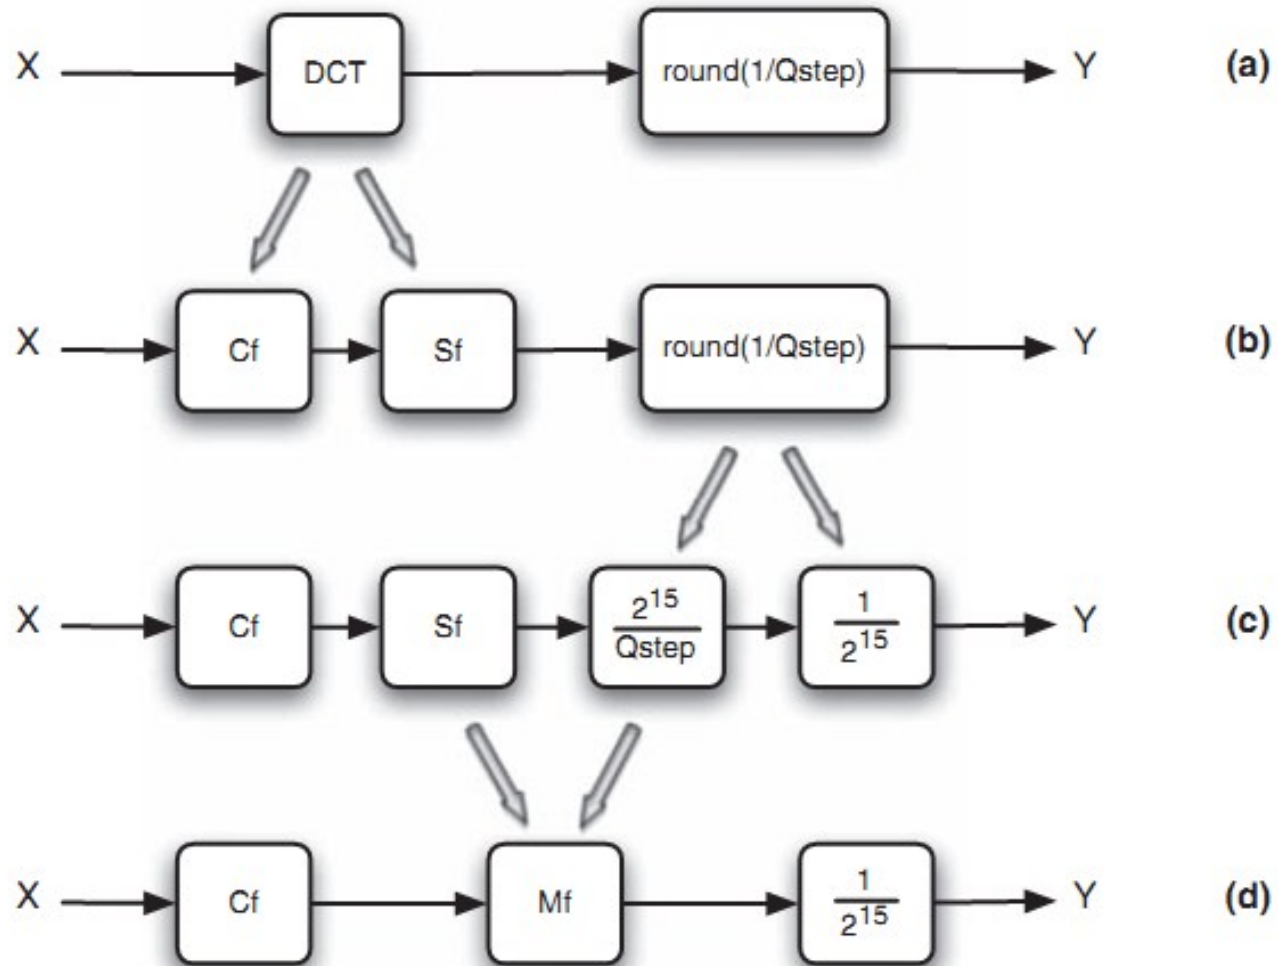 X DCT round(1/Qstep) Y (a)
X Cf Sf round(1/Qstep) Y (b)
X Cf Sf 2^15/Qstep 1/2^15 Y (c)
X Cf Mf 1/2^15 Y (d)